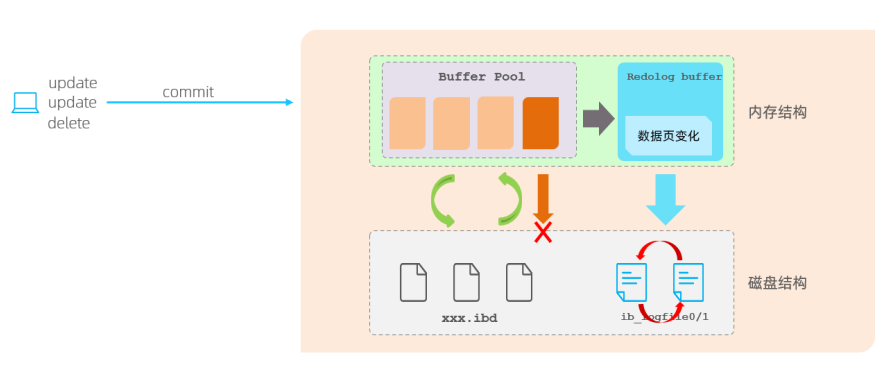 update
update
delete
commit
Buffer Pool
Redolog buffer
数据页变化
内存结构
xxx.ibd
ib_logfile0/1
磁盘结构